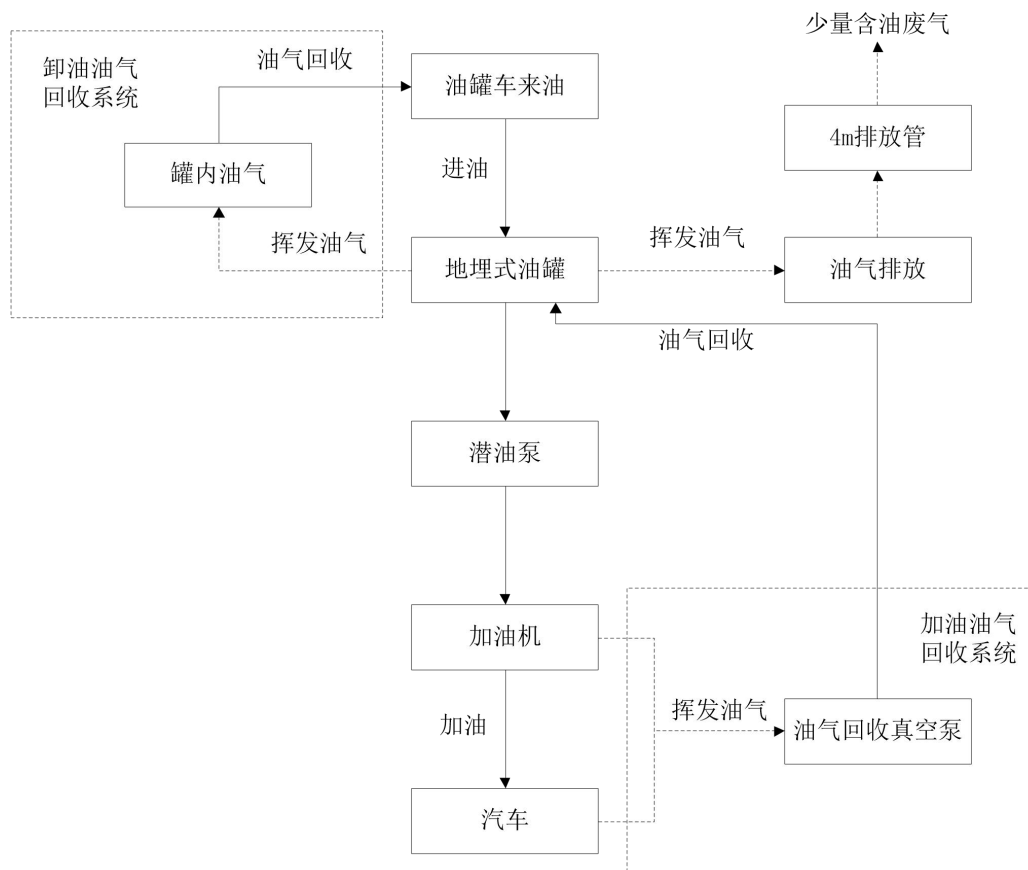 少量含油废气
卸油油气
回收系统
油气回收
油罐车来油
4m排放管
罐内油气
进油
挥发油气
地埋式油罐
挥发油气
油气排放
油气回收
潜油泵
加油机
加油油气
回收系统
加油
挥发油气
油气回收真空泵
汽车